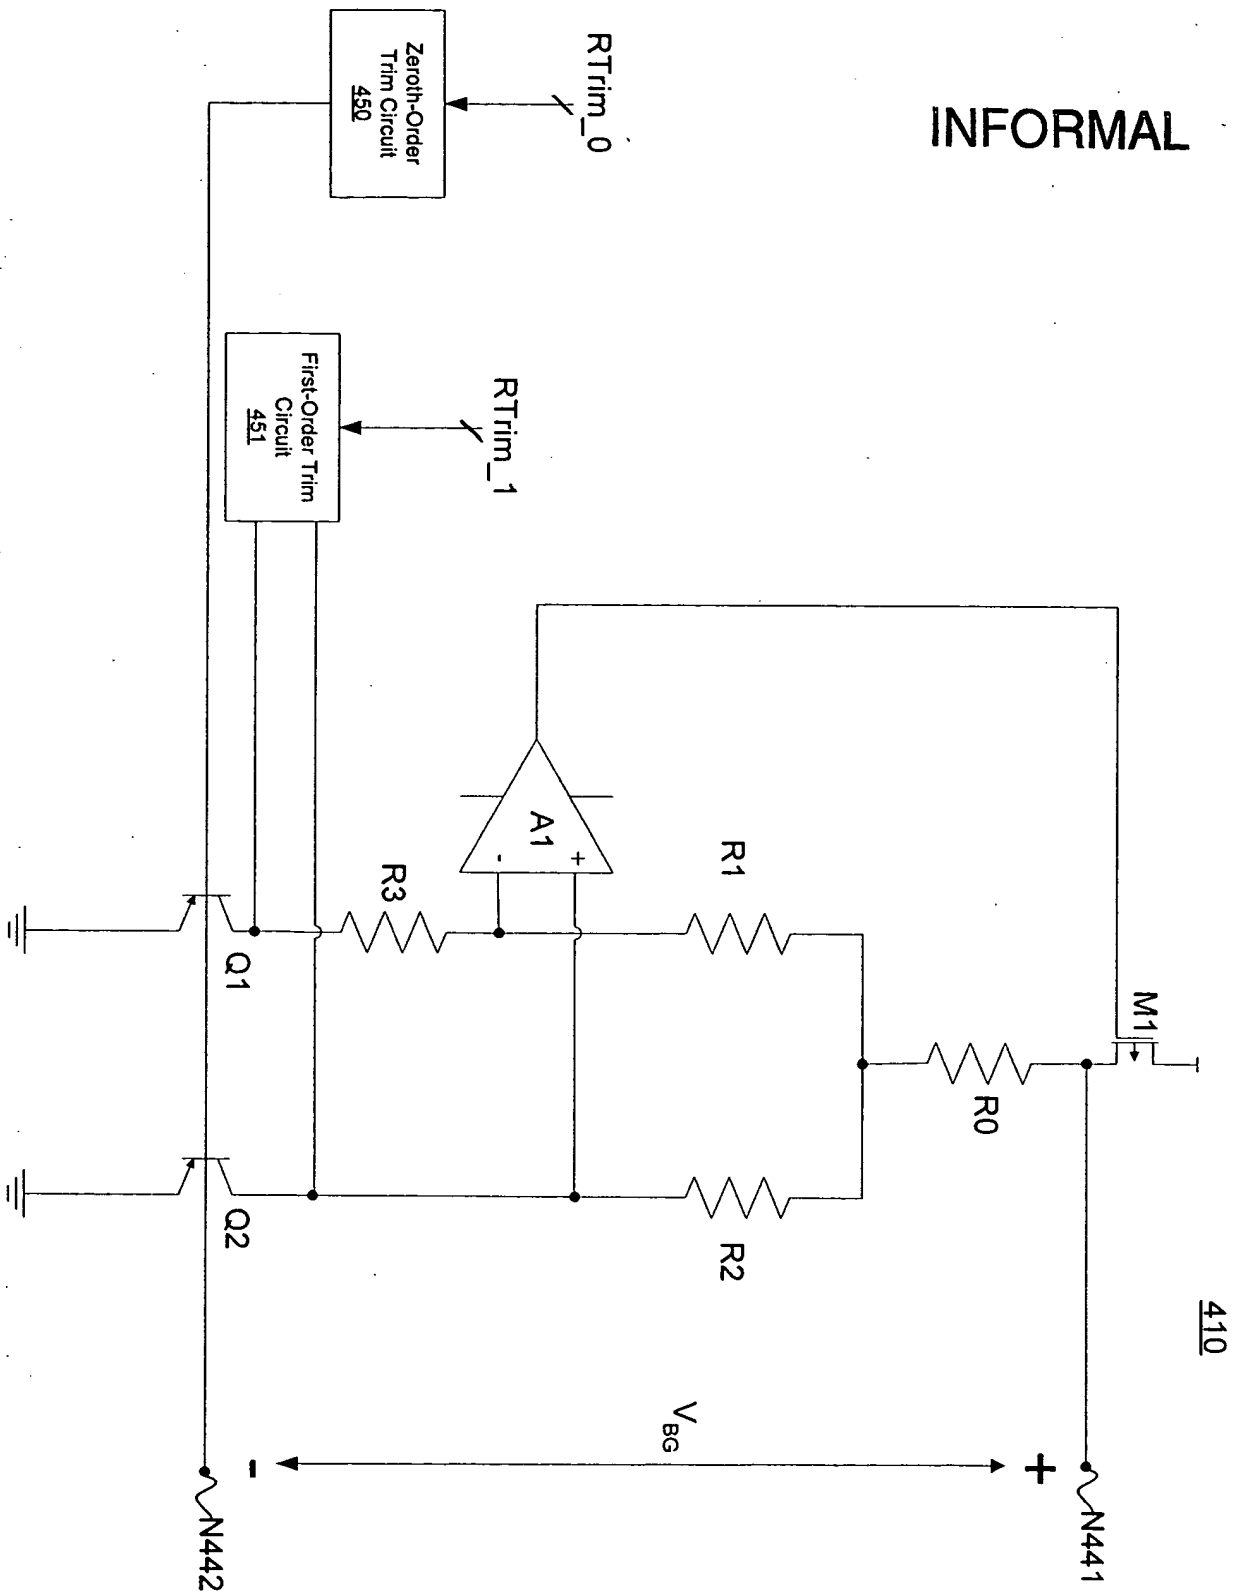 INFORMAL
410
RTrim_0
Zeroth-Order
Trim Circuit
450
RTrim_1
First-Order Trim
Circuit
451
M1
R0
R1
R2
A1
+
-
R3
Q1
Q2
N441
+
V_BG
-
N442